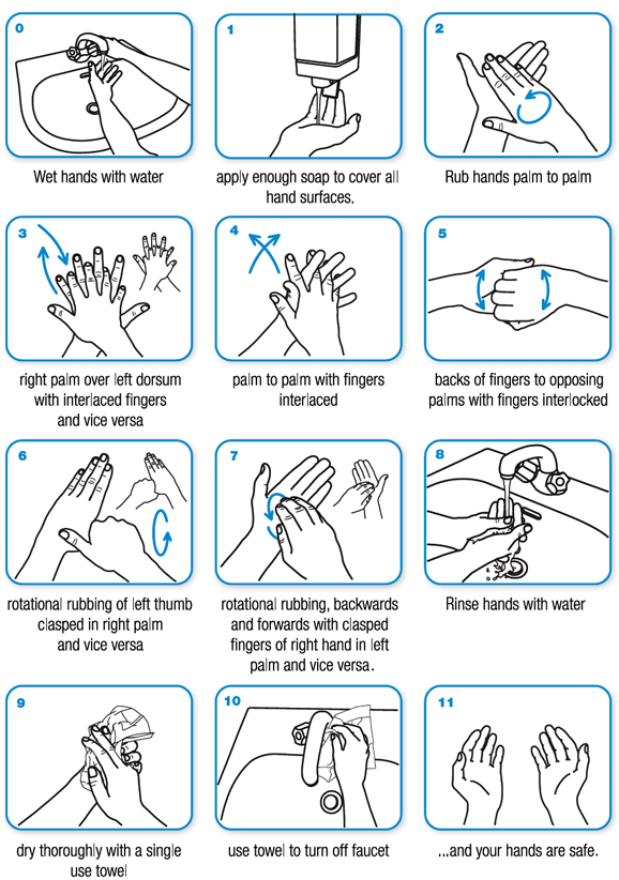 0
Wet hands with water
1
apply enough soap to cover all
hand surfaces.
2
Rub hands palm to palm
3
right palm over left dorsum
with interlaced fingers
and vice versa
4
palm to palm with fingers
interlaced
5
backs of fingers to opposing
palms with fingers interlocked
6
rotational rubbing of left thumb
clasped in right palm
and vice versa
7
rotational rubbing, backwards
and forwards with clasped
fingers of right hand in left
palm and vice versa.
8
Rinse hands with water
9
dry thoroughly with a single
use towel
10
use towel to turn off faucet
11
...and your hands are safe.